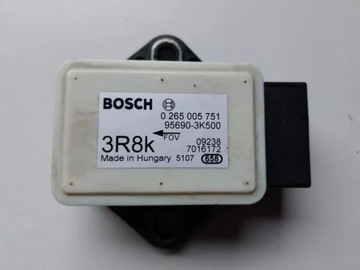 BOSCH
0 265 005 751
95690-3K500
FOV
3R8k
09238
7016172
Made in Hungary 5107 658